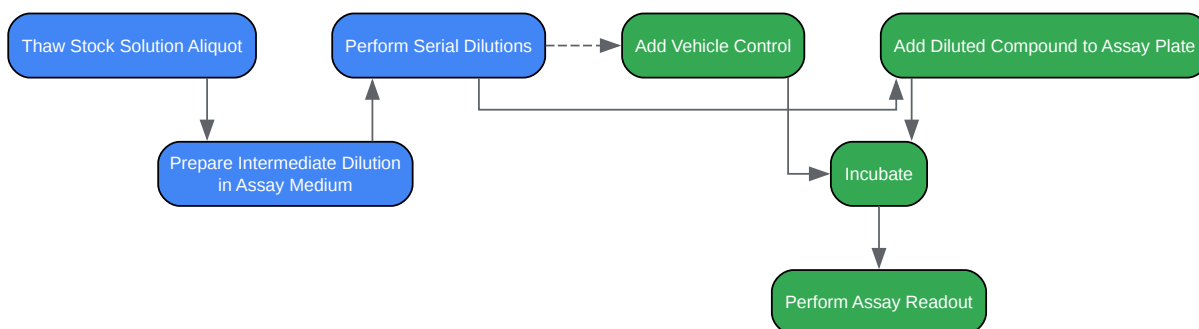 Thaw Stock Solution Aliquot
Perform Serial Dilutions
Add Vehicle Control
Add Diluted Compound to Assay Plate
Prepare Intermediate Dilution
in Assay Medium
Incubate
Perform Assay Readout